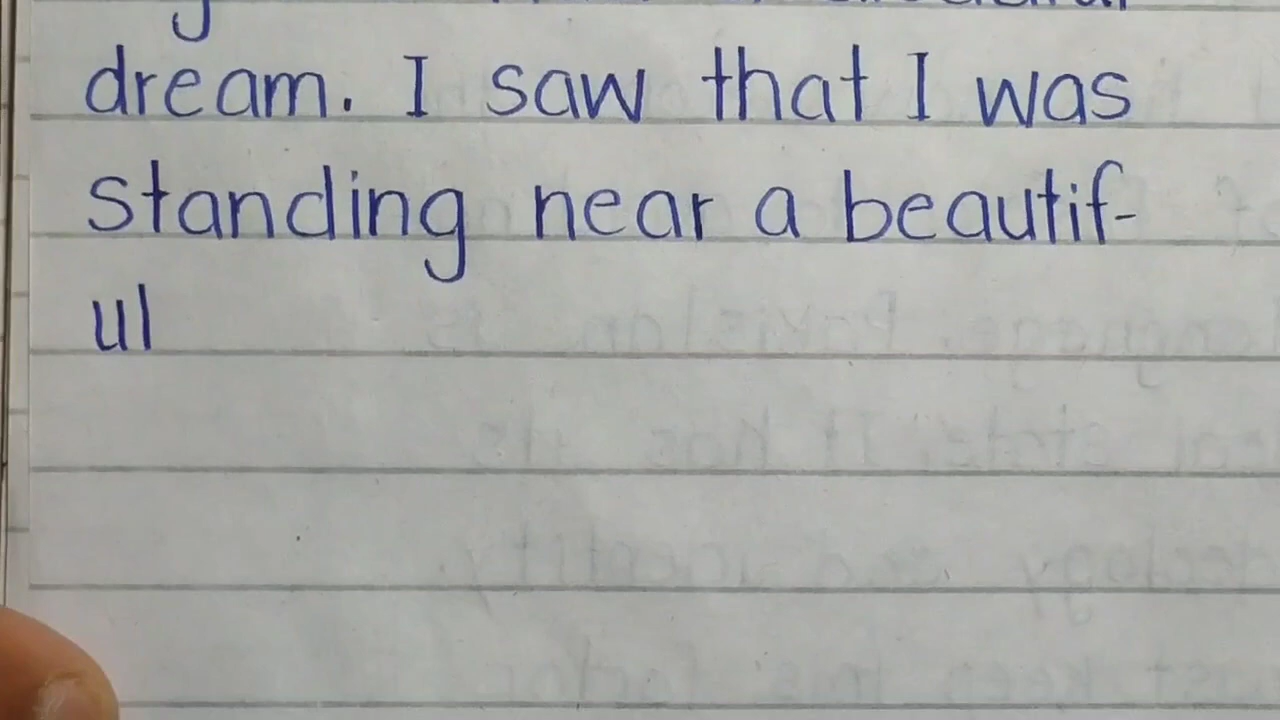 dream. I saw that I was
standing near a beautif-
ul